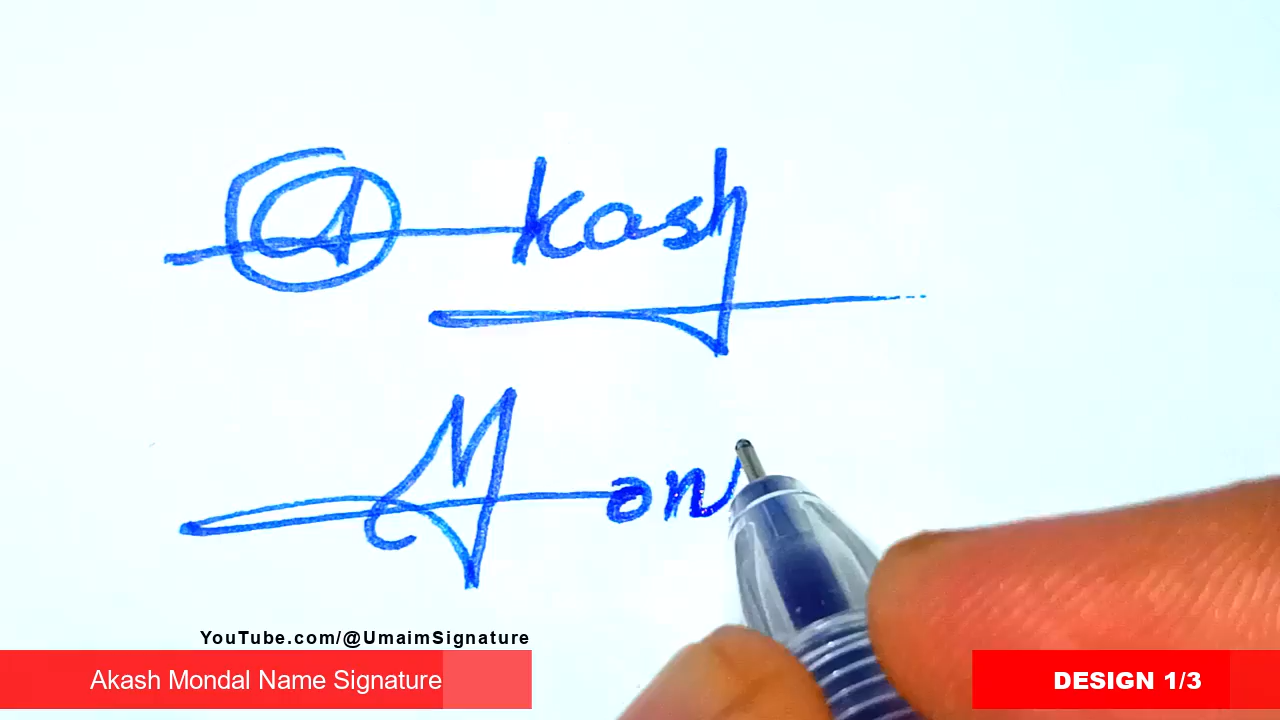 Akash
Mon
YouTube.com/@UmaimSignature
Akash Mondal Name Signature
DESIGN 1/3